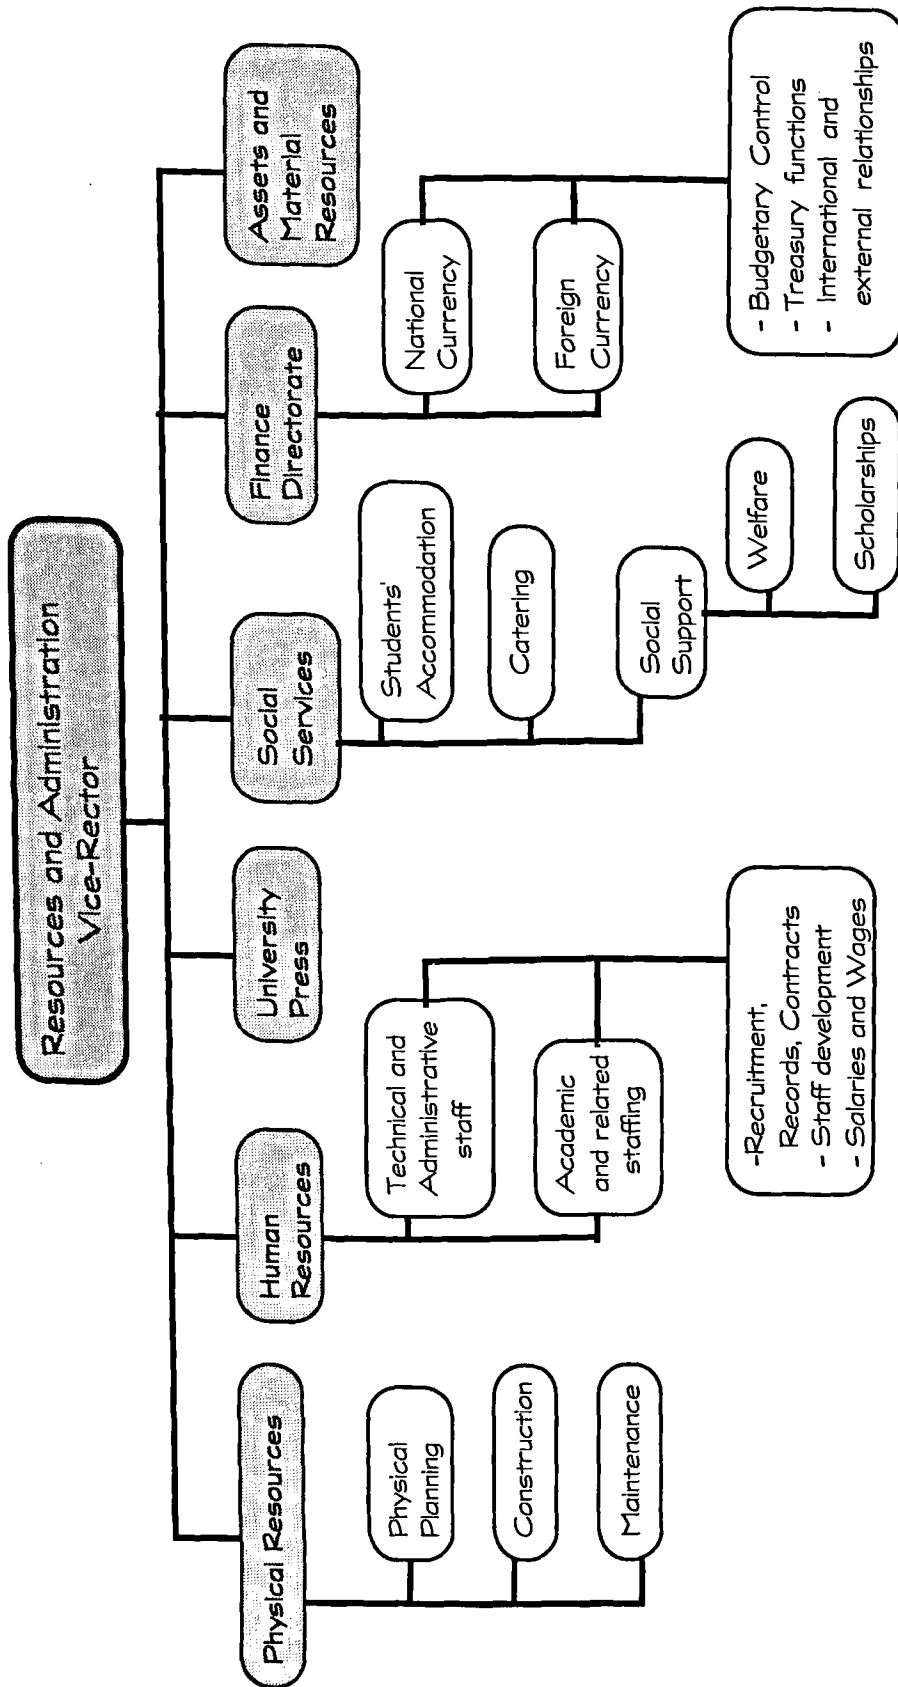 Resources and Administration
Vice-Rector
Physical Resources
Physical
Planning
Construction
Maintenance
Human
Resources
Technical and
Administrative
staff
Academic
and related
staffing
-Recruitment,
Records, Contracts
- Staff development
- Salaries and Wages
University
Press
Social
Services
Students'
Accommodation
Catering
Social
Support
Welfare
Scholarships
Finance
Directorate
National
Currency
Foreign
Currency
- Budgetary Control
- Treasury functions
- International and
external relationships
Assets and
Material
Resources